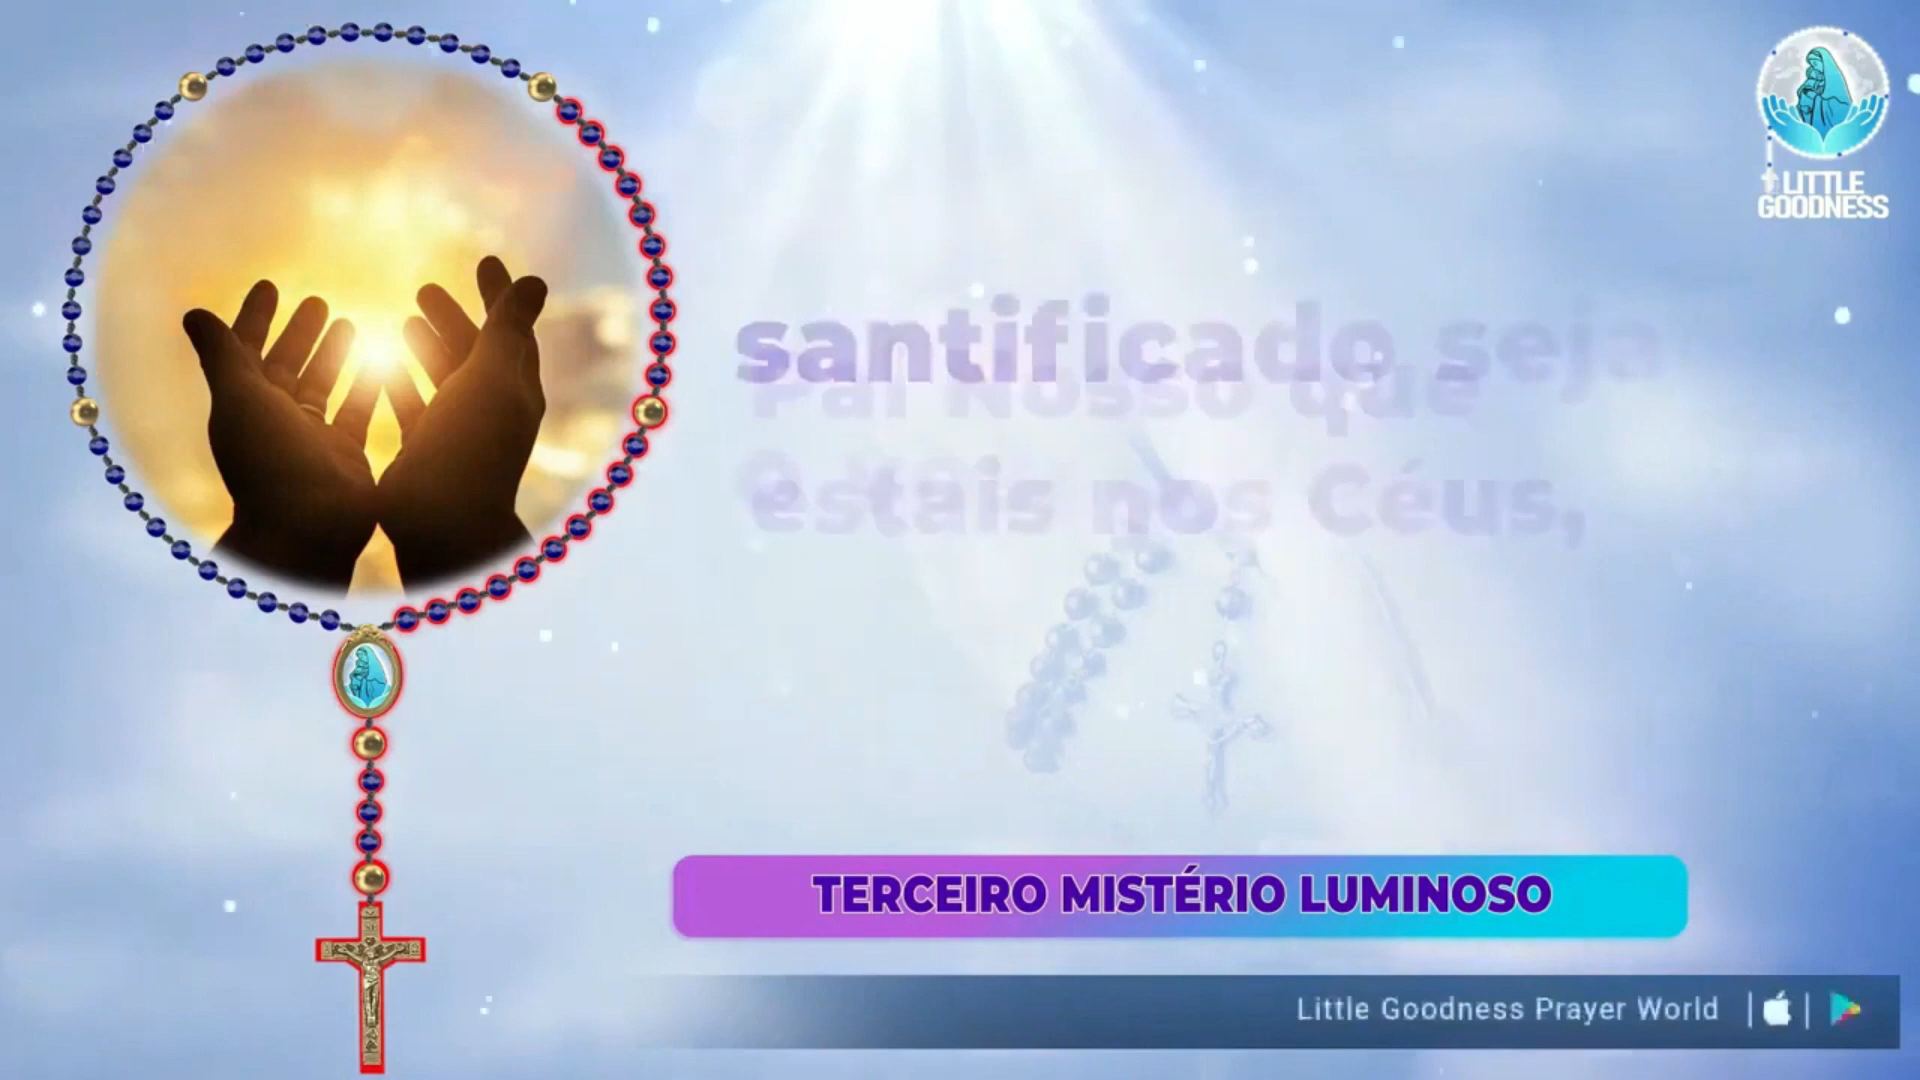 LITTLE
GOODNESS
santificado seja
Pai Nosso que
estais nos Céus,
TERCEIRO MISTÉRIO LUMINOSO
Little Goodness Prayer World